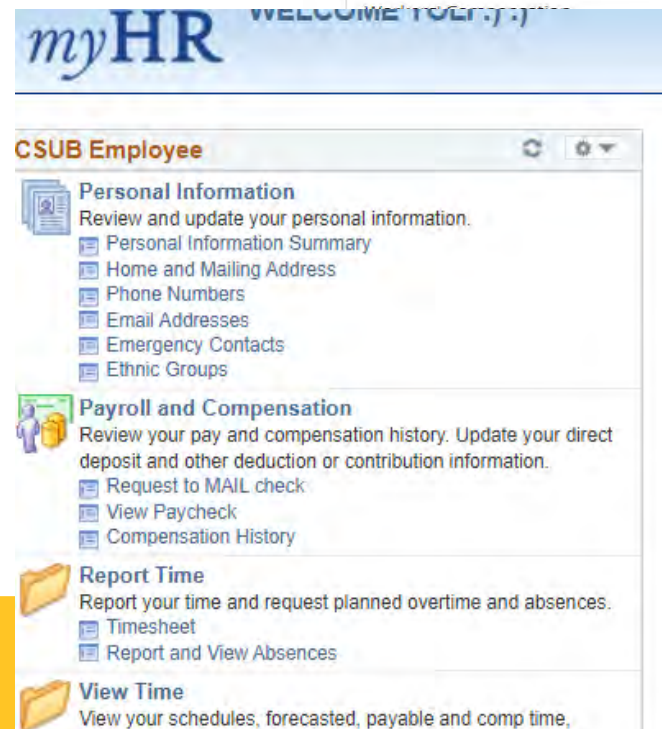 myHR
CSUB Employee
Personal Information
Review and update your personal information.
Personal Information Summary
Home and Mailing Address
Phone Numbers
Email Addresses
Emergency Contacts
Ethnic Groups
Payroll and Compensation
Review your pay and compensation history. Update your direct
deposit and other deduction or contribution information.
Request to MAIL check
View Paycheck
Compensation History
Report Time
Report your time and request planned overtime and absences.
Timesheet
Report and View Absences
View Time
View your schedules, forecasted, payable and comp time,